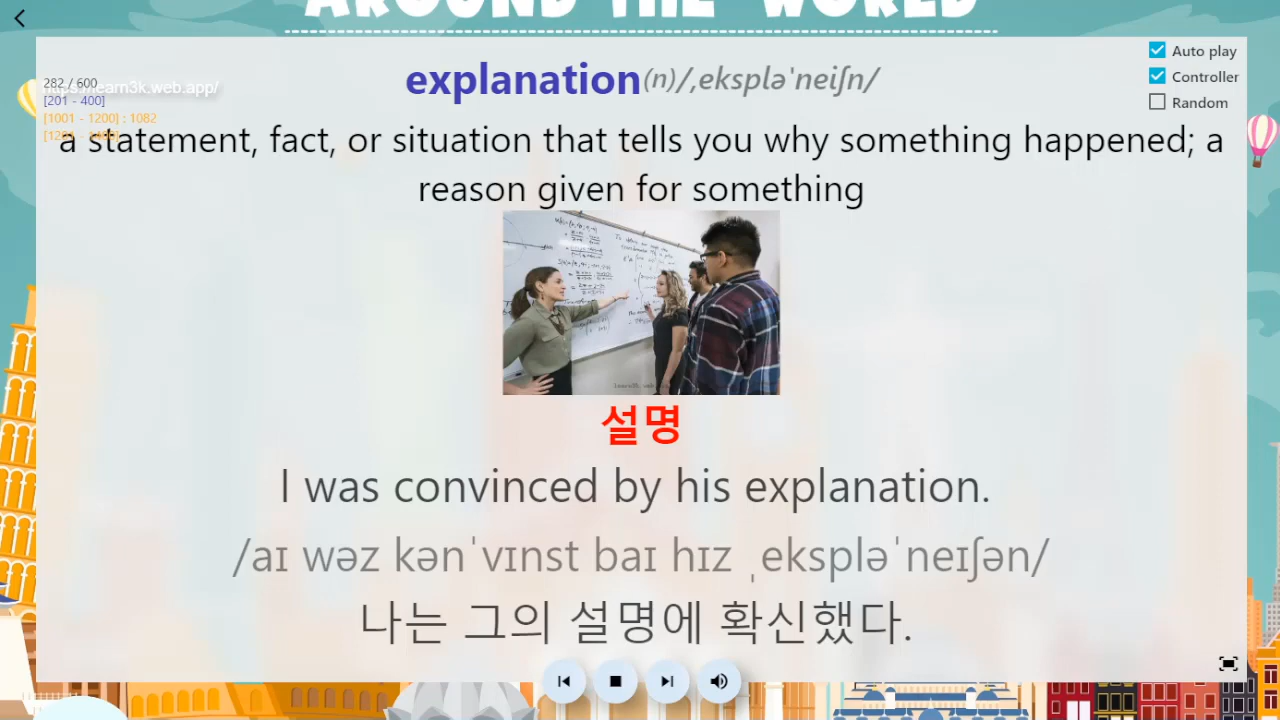 AROUND THE WORLD
282 / 600
https://learn3k.web.app/
[201 - 400]
[1001 - 1200] : 1082
explanation(n)/,eksplə'neiʃn/
Auto play
Controller
Random
a statement, fact, or situation that tells you why something happened; a
reason given for something
설명
I was convinced by his explanation.
/aɪ wəz kənˈvɪnst baɪ hɪz ˌekspləˈneɪʃən/
나는 그의 설명에 확신했다.